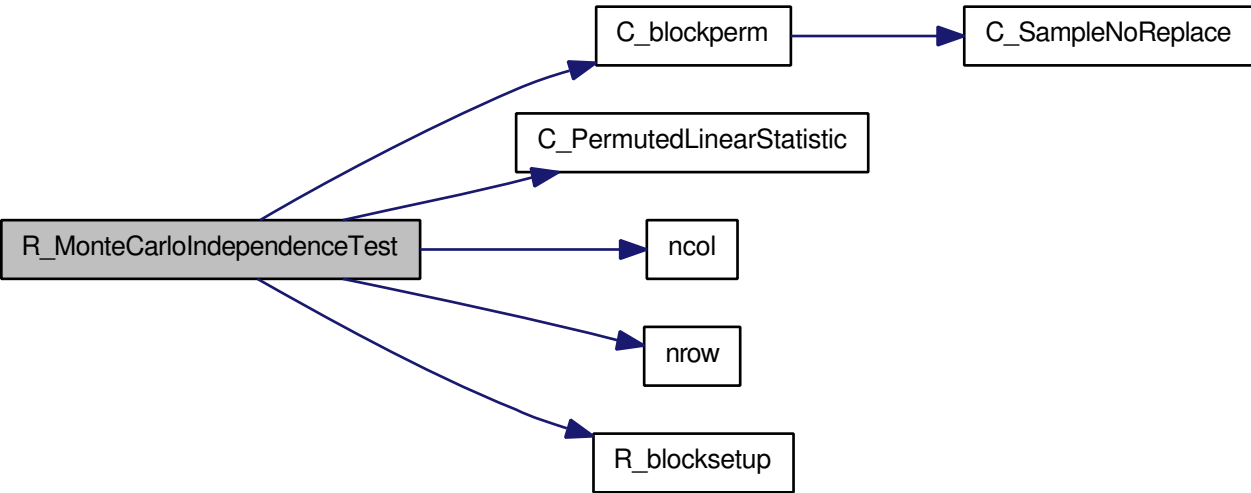 C_blockperm
C_SampleNoReplace
C_PermutedLinearStatistic
R_MonteCarloIndependenceTest
ncol
nrow
R_blocksetup